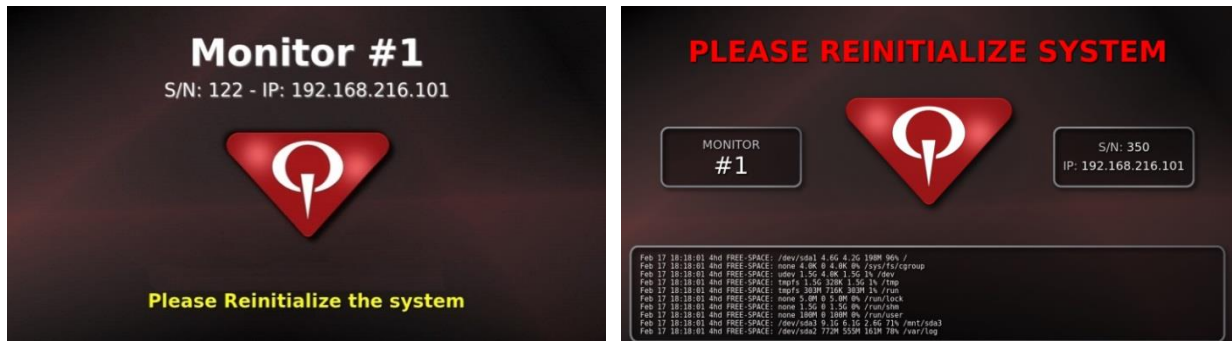 Monitor #1
S/N: 122 - IP: 192.168.216.101
Please Reinitialize the system
PLEASE REINITIALIZE SYSTEM
MONITOR
#1
S/N: 350
IP: 192.168.216.101
Feb 17 18:18:01 4hd FREE-SPACE: /dev/sda1 4.6G 4.2G 198M 96% /
Feb 17 18:18:01 4hd FREE-SPACE: none 4.0K 0 4.0K 0% /sys/fs/cgroup
Feb 17 18:18:01 4hd FREE-SPACE: udev 1.5G 4.0K 1.5G 1% /dev
Feb 17 18:18:01 4hd FREE-SPACE: tmpfs 1.5G 328K 1.5G 1% /tmp
Feb 17 18:18:01 4hd FREE-SPACE: tmpfs 303M 716K 303M 1% /run
Feb 17 18:18:01 4hd FREE-SPACE: none 5.0M 0 5.0M 0% /run/lock
Feb 17 18:18:01 4hd FREE-SPACE: none 1.5G 0 1.5G 0% /run/shm
Feb 17 18:18:01 4hd FREE-SPACE: none 100M 0 100M 0% /run/user
Feb 17 18:18:01 4hd FREE-SPACE: /dev/sda3 9.1G 6.1G 2.6G 71% /mnt/sda3
Feb 17 18:18:01 4hd FREE-SPACE: /dev/sda2 772M 555M 161M 78% /var/log